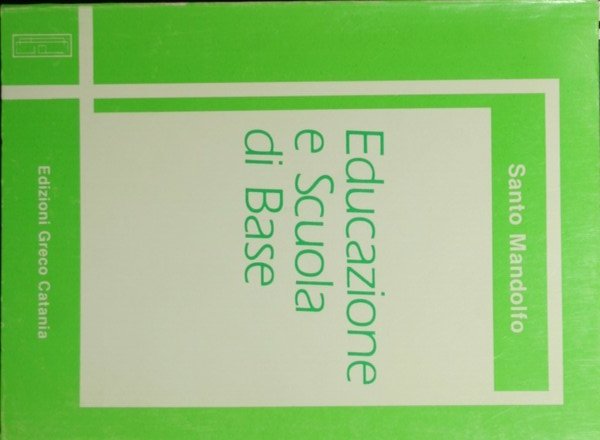 Santo Mandolfo
Educazione
e Scuola
di Base
Edizioni Greco Catania